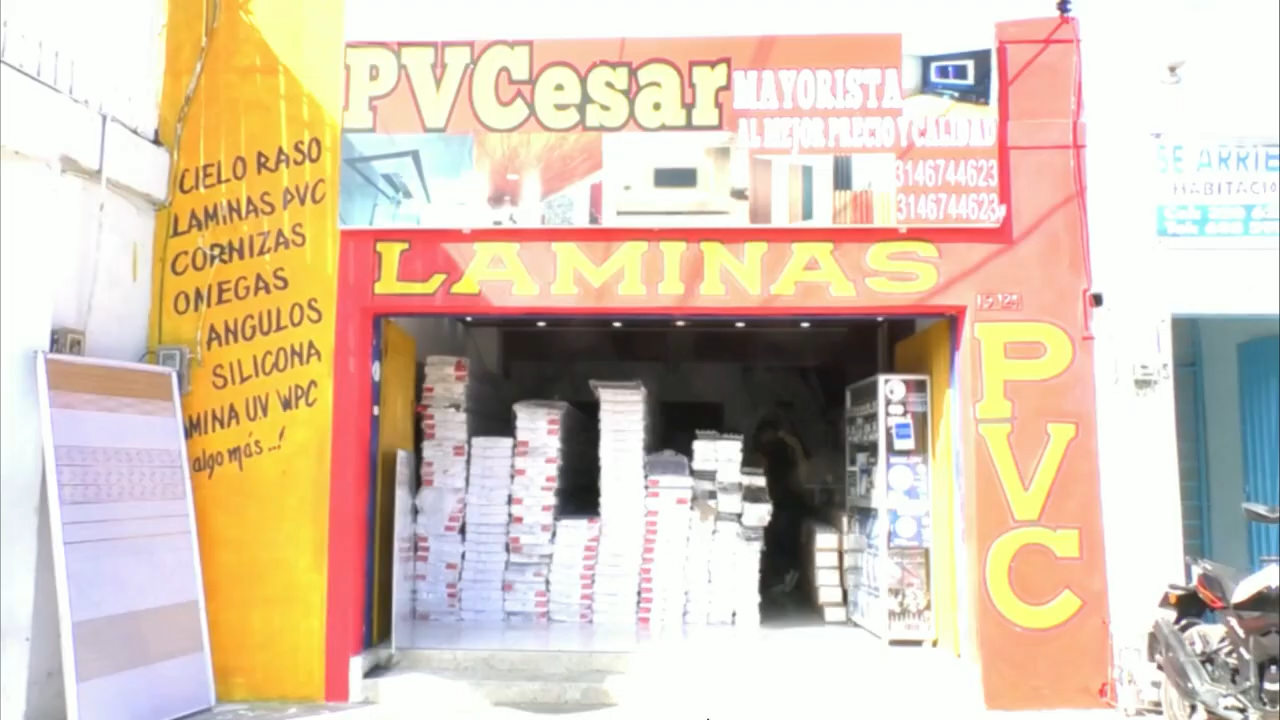 PVCesar
MAYORISTA
AL MEJOR PRECIO Y CALIDAD
3146744623
3146744623
CIELO RASO
LAMINAS PVC
CORNIZAS
OMEGAS
ANGULOS
SILICONA
MINA UV WPC
algo más ..!
LAMINAS
PVC
SE ARRIE
HABITACIO